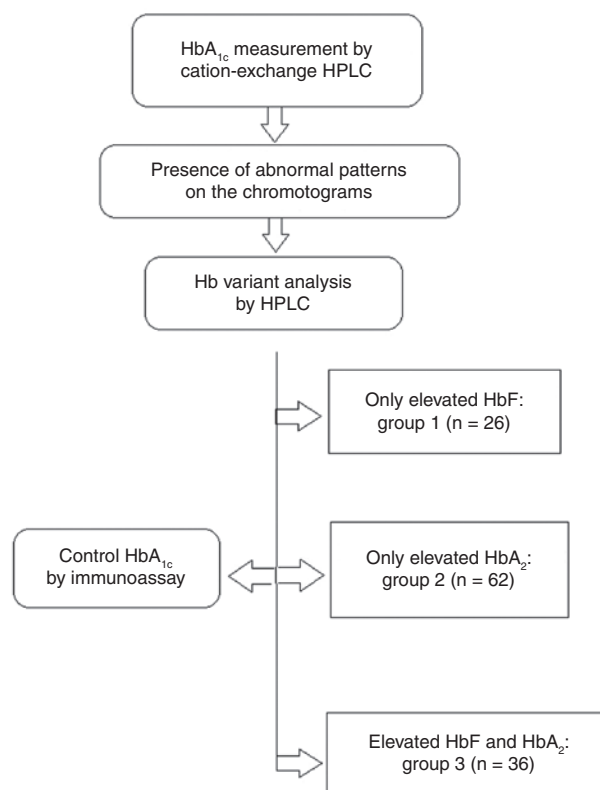 HbA₁c measurement by
cation-exchange HPLC
Presence of abnormal patterns
on the chromotograms
Hb variant analysis
by HPLC
Only elevated HbF:
group 1 (n = 26)
Control HbA₁c
by immunoassay
Only elevated HbA₂:
group 2 (n = 62)
Elevated HbF and HbA₂:
group 3 (n = 36)